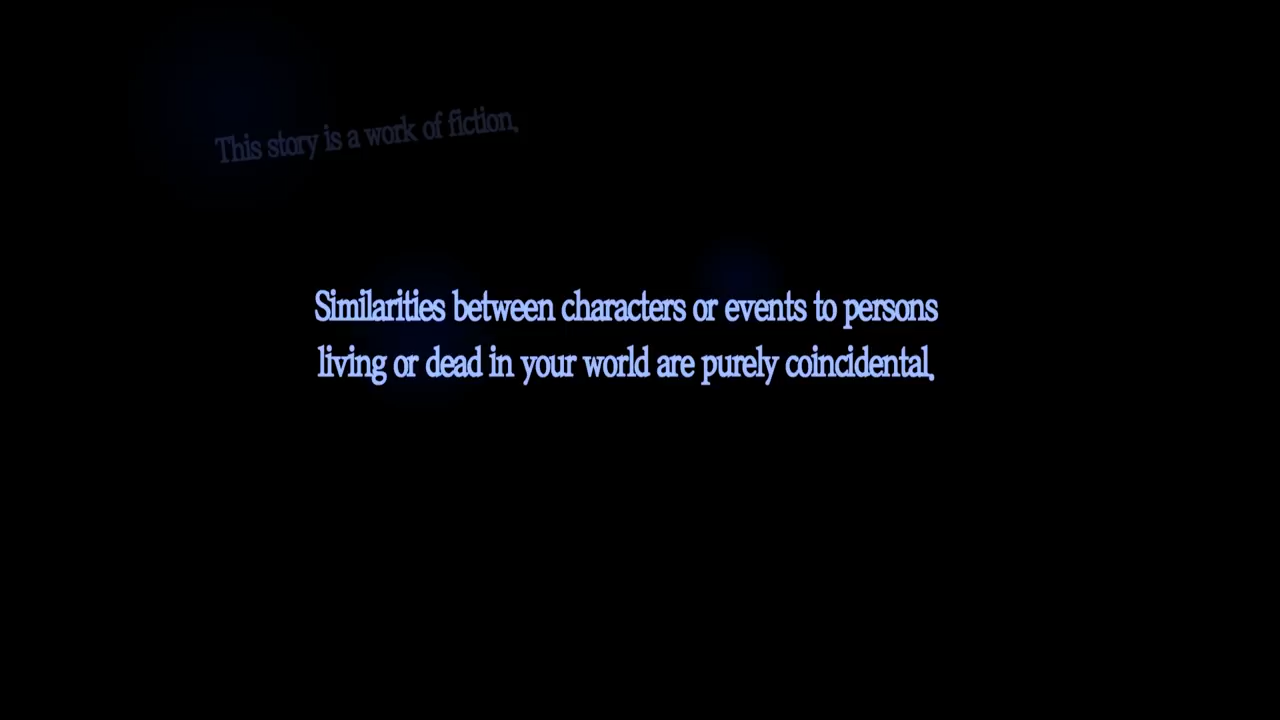 This story is a work of fiction.
Similarities between characters or events to persons
living or dead in your world are purely coincidental.